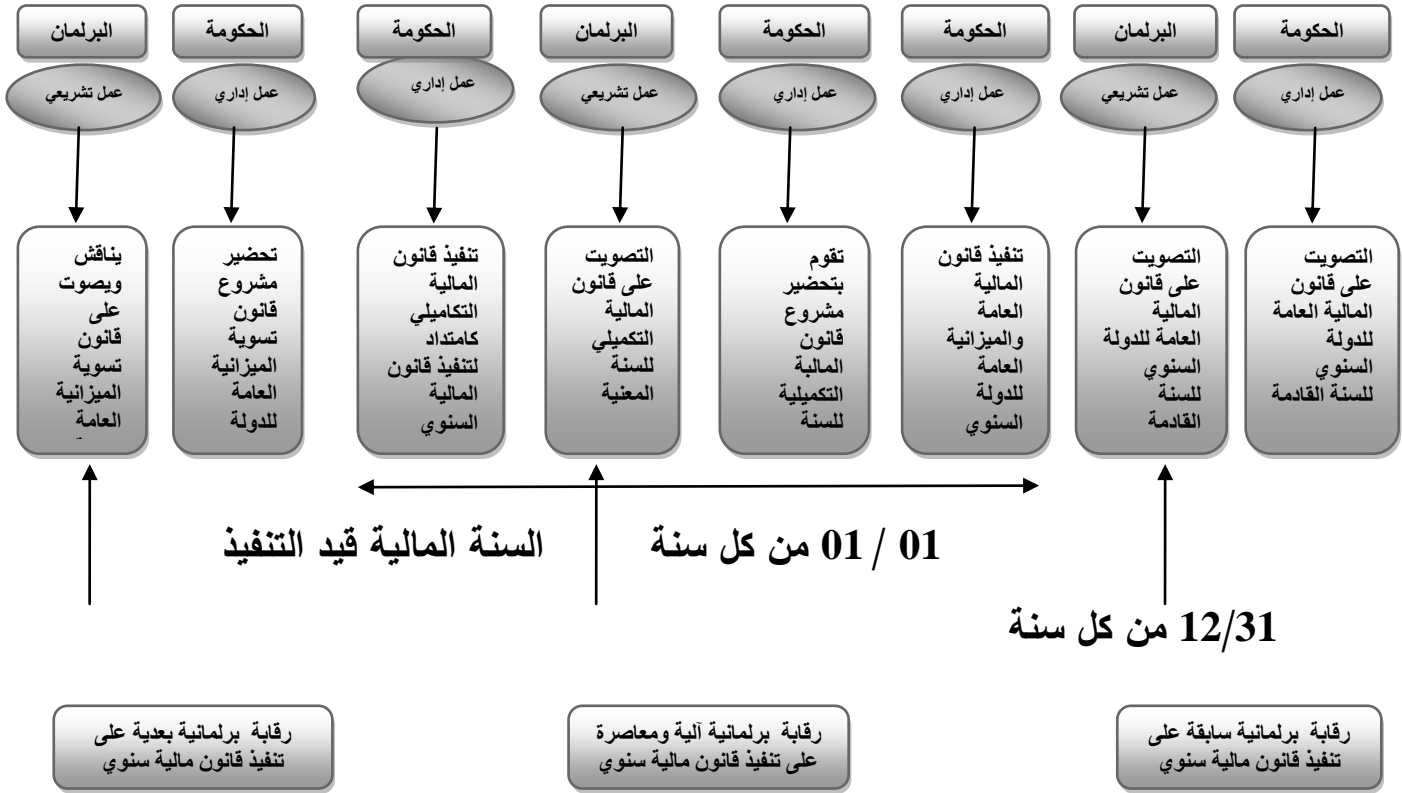 الحكومة
البرلمان
الحكومة
الحكومة
البرلمان
الحكومة
الحكومة
البرلمان
عمل إداري
عمل تشريعي
عمل إداري
عمل إداري
عمل تشريعي
عمل إداري
عمل إداري
عمل تشريعي
التصويت
على قانون
المالية العامة
للدولة
السنوي
للسنة القادمة
التصويت
على قانون
المالية
العامة للدولة
السنوي
للسنة
القادمة
تنفيذ قانون
المالية
العامة
والميزانية
العامة
للدولة
السنوي
تقوم
بتحضير
مشروع
قانون
المالبة
التكميلية
للسنة
التصويت
على قانون
المالية
التكميلي
للسنة
المعنية
تنفيذ قانون
المالية
التكاميلي
كامتداد
لتنفيذ قانون
المالية
السنوي
تحضير
مشروع
قانون
تسوية
الميزانية
العامة
للدولة
يناقش
ويصوت
على
قانون
تسوية
الميزانية
العامة
01 / 01 من كل سنة
السنة المالية قيد التنفيذ
12/31 من كل سنة
رقابة برلمانية سابقة على
تنفيذ قانون مالية سنوي
رقابة برلمانية آلية ومعاصرة
على تنفيذ قانون مالية سنوي
رقابة برلمانية بعدية على
تنفيذ قانون مالية سنوي